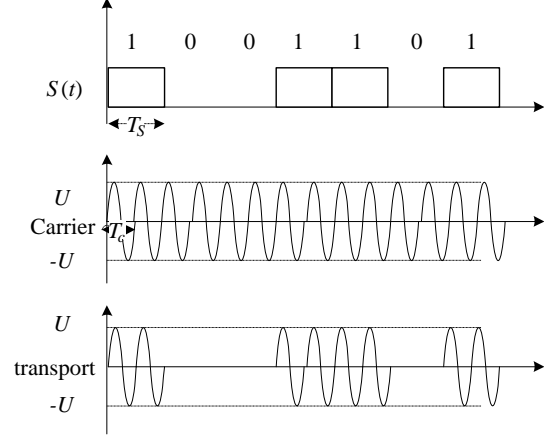 1 0 0 1 1 0 1
S(t)
T_S
U
Carrier
T_c
-U
U
transport
-U